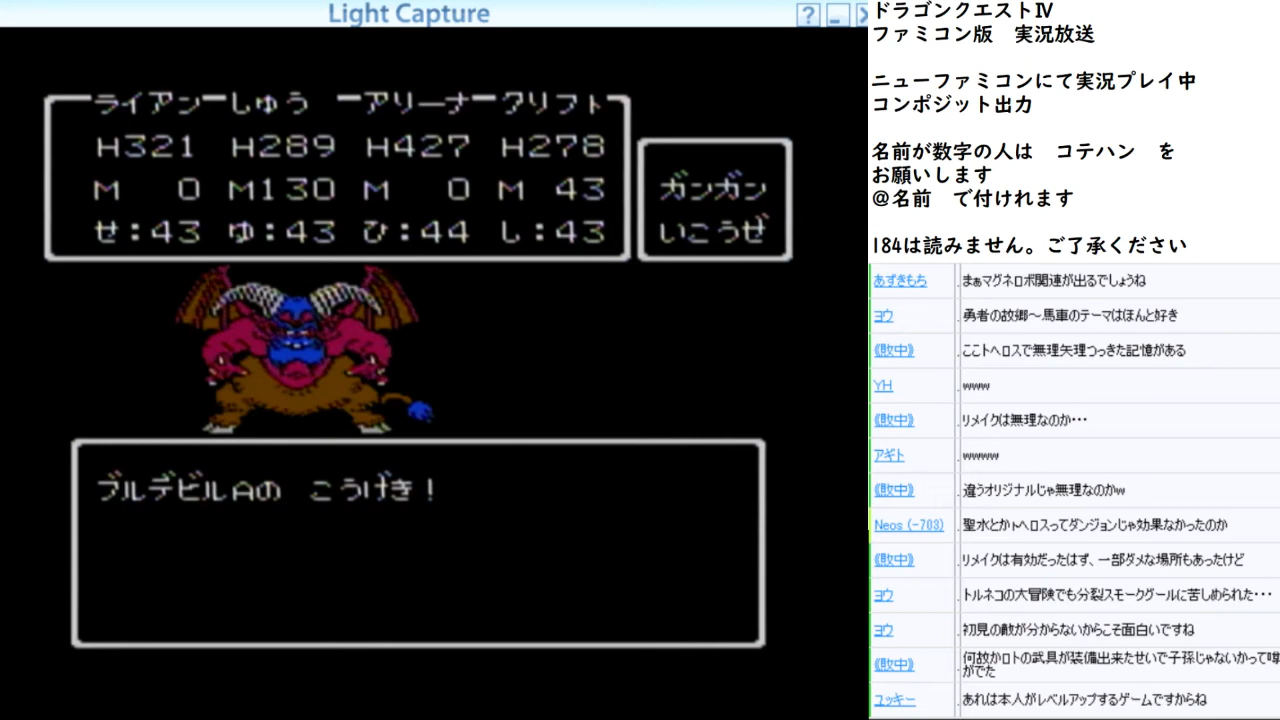 Light Capture
ライアン しゅう アリーナ クリフト
H321 H289 H427 H278
M 0 M130 M 0 M 43
せ:43 ゆ:43 ひ:44 し:43
ガンガン
いこうぜ
ブルデビルAの こうげき!
ドラゴンクエストⅣ
ファミコン版 実況放送
ニューファミコンにて実況プレイ中
コンポジット出力
名前が数字の人は コテハン を
お願いします
@名前 で付けれます
184は読みません。ご了承ください
あずきもち まぁマグネロボ関連が出るでしょうね
ヨウ 勇者の故郷~馬車のテーマはほんと好き
《敗中》 ここトヘロスで無理矢理つっきた記憶がある
YH www
《敗中》 リメイクは無理なのか・・・
アギト wwww
《敗中》 違うオリジナルじゃ無理なのかw
Neos (-703) 聖水とかトヘロスってダンジョンじゃ効果なかったのか
《敗中》 リメイクは有効だったはず、一部ダメな場所もあったけど
ヨウ トルネコの大冒険でも分裂スモークグールに苦しめられた・・・
ヨウ 初見の敵が分からないからこそ面白いですね
《敗中》 何故かロトの武具が装備出来たせいで子孫じゃないかって噂
がでた
ユッキー あれは本人がレベルアップするゲームですからね